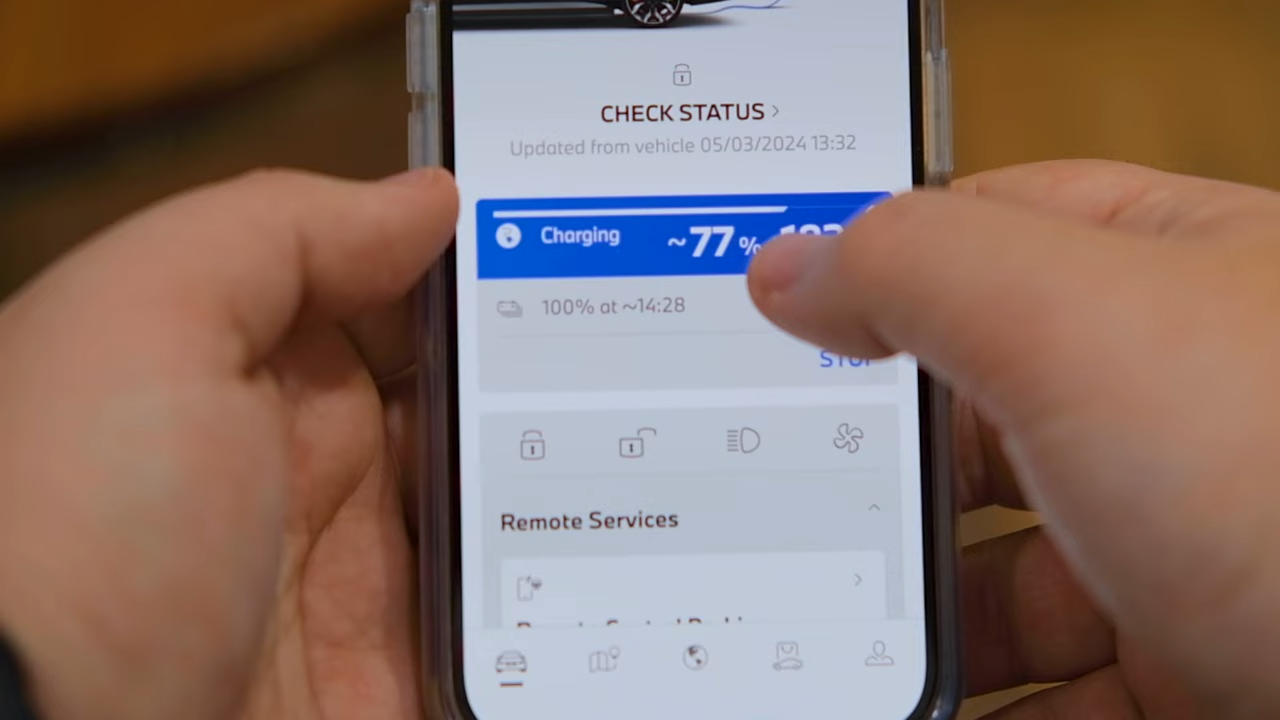 CHECK STATUS
Updated from vehicle 05/03/2024 13:32
Charging ~77 %
100% at ~14:28
STOP
Remote Services